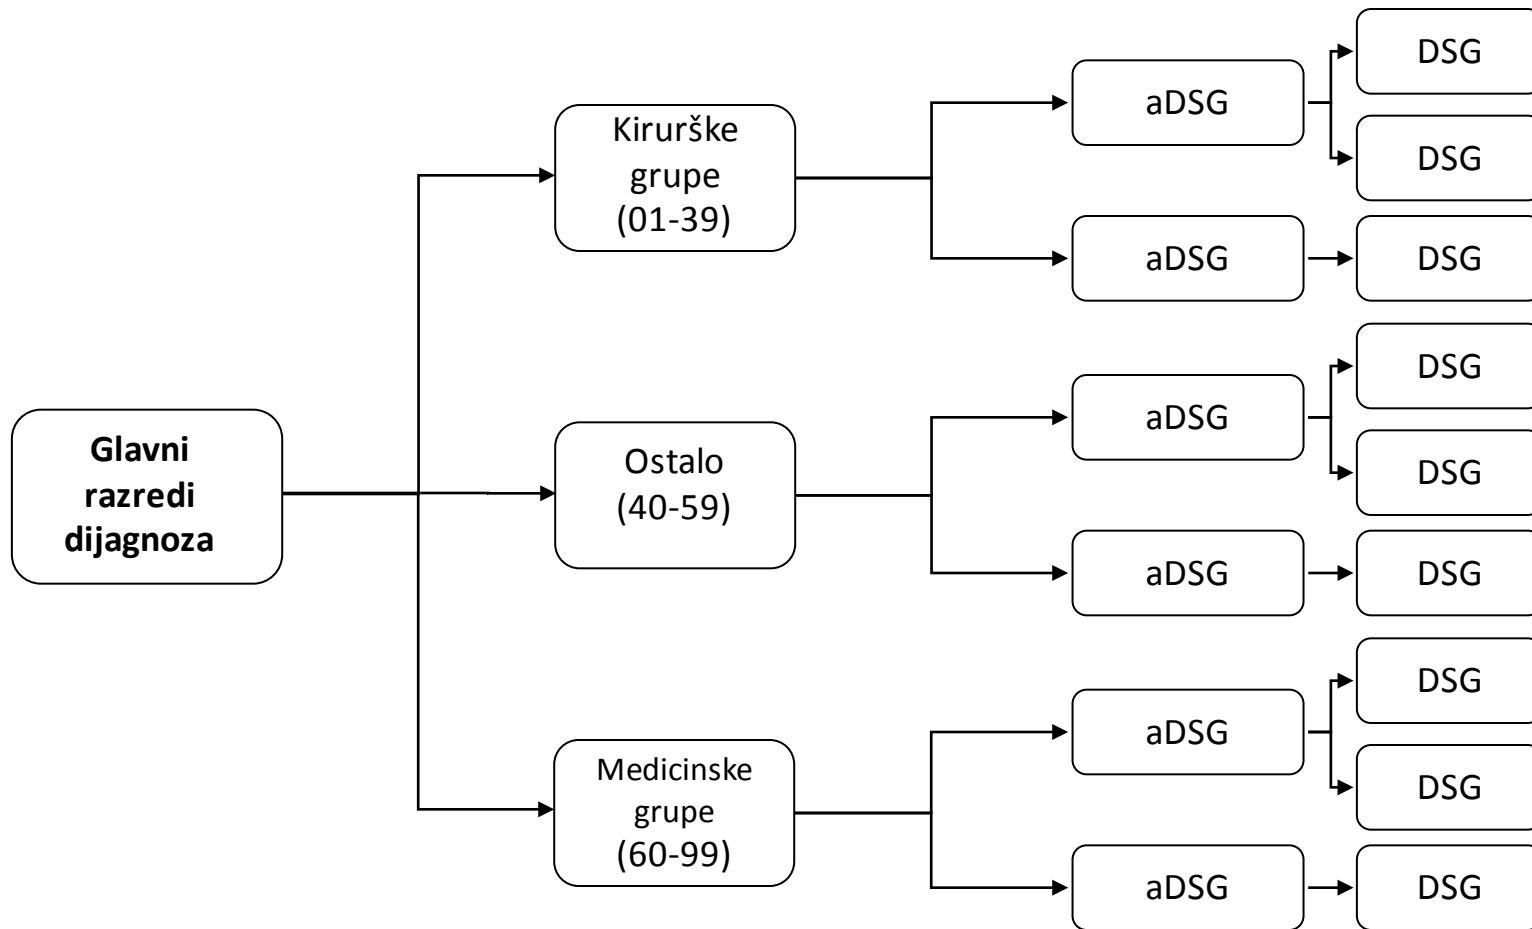 Glavni
razredi
dijagnoza
Kirurške
grupe
(01-39)
aDSG
DSG
DSG
aDSG
DSG
Ostalo
(40-59)
aDSG
DSG
DSG
aDSG
DSG
Medicinske
grupe
(60-99)
aDSG
DSG
DSG
aDSG
DSG